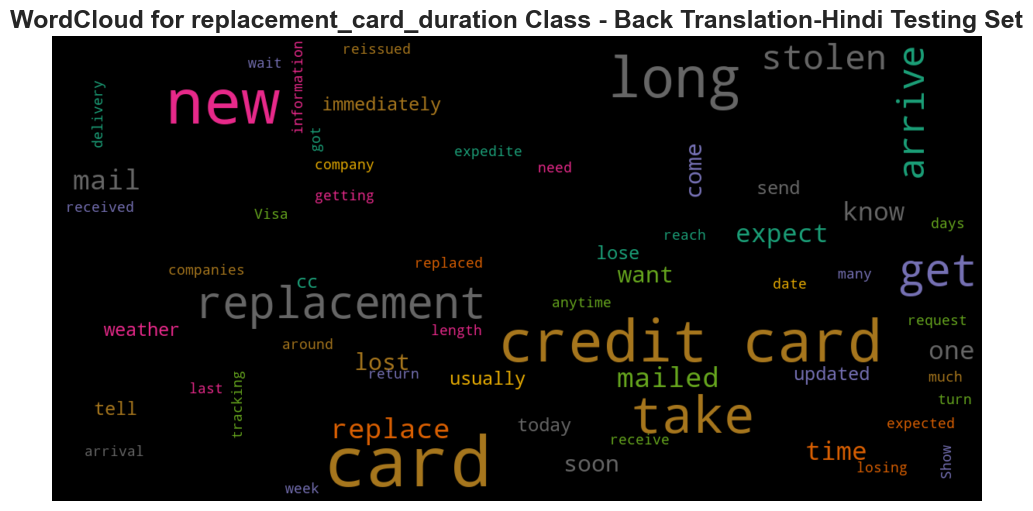 WordCloud for replacement_card_duration Class - Back Translation-Hindi Testing Set
reissued
wait
information
new
long
stolen
arrive
delivery
immediately
got
expedite
company
need
come
mail
getting
send
received
Visa
know
days
reach
expect
lose
companies
replaced
want
many
get
cc
date
replacement
anytime
weather
length
credit card
request
around
lost
one
return
usually
mailed
updated
much
last
tracking
turn
tell
take
replace
today
expected
receive
time
arrival
card
soon
losing
Show
week